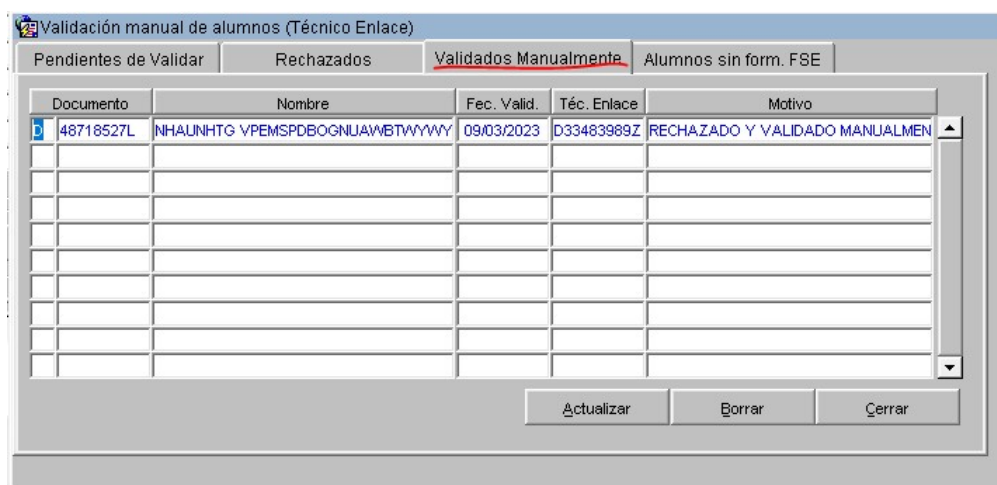 Validación manual de alumnos (Técnico Enlace)
Pendientes de Validar Rechazados Validados Manualmente Alumnos sin form. FSE
Documento Nombre Fec. Valid. Téc. Enlace Motivo
D 48718527L NHAUNHTG VPEMSPDBOGNUAWBTWYWY 09/03/2023 D33483989Z RECHAZADO Y VALIDADO MANUALMEN
Actualizar Borrar Cerrar